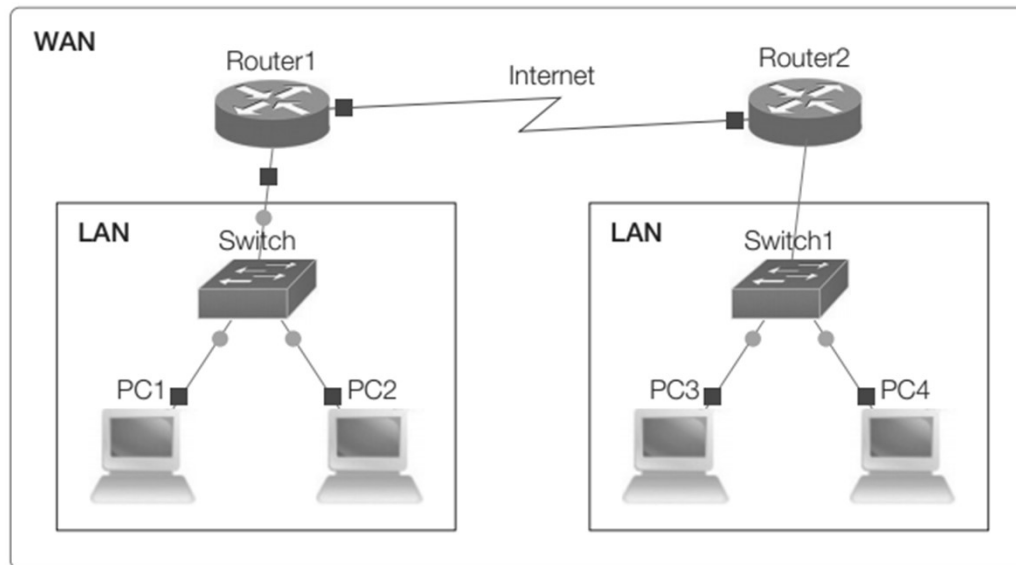 WAN
Router1
Internet
Router2
LAN
Switch
PC1
PC2
LAN
Switch1
PC3
PC4